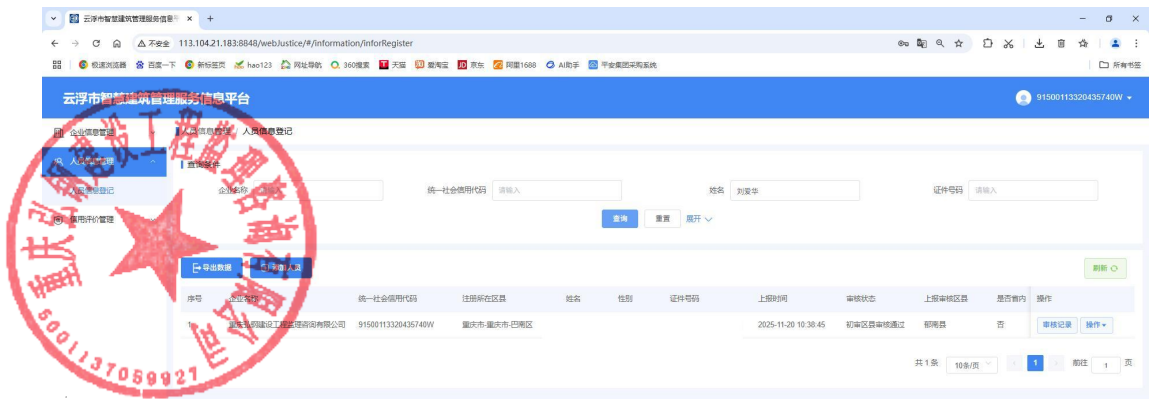 云浮市智慧建筑管理服务信息
113.104.21.183:8848/webJustice/#/information/inforRegister
不安全
极速浏览器 百度一下 新标签页 hao123 网址导航 360搜索 天猫 爱淘宝 京东 阿里1688 AI助手 平安集团采购系统 所有书签
云浮市智慧建筑管理服务信息平台 91500113320435740W
企业信息管理 人员信息管理 / 人员信息登记
人员信息管理 查询条件
人员信息登记 企业名称 请输入 统一社会信用代码 请输入 姓名 刘爱华 证件号码 请输入
信用评价管理 查询 重置 展开
导出数据 刷新
序号 企业名称 统一社会信用代码 注册所在区县 姓名 性别 证件号码 上报时间 审核状态 上报审核区县 是否省内 操作
1 重庆弘钢建设工程监理咨询有限公司 91500113320435740W 重庆市-重庆市-巴南区 2025-11-20 10:38:45 初审区县审核通过 郁南县 否 审核记录 操作
共 1 条 10条/页 1 前往 1 页
重庆弘钢建设工程监理咨询有限公司
5001137059927